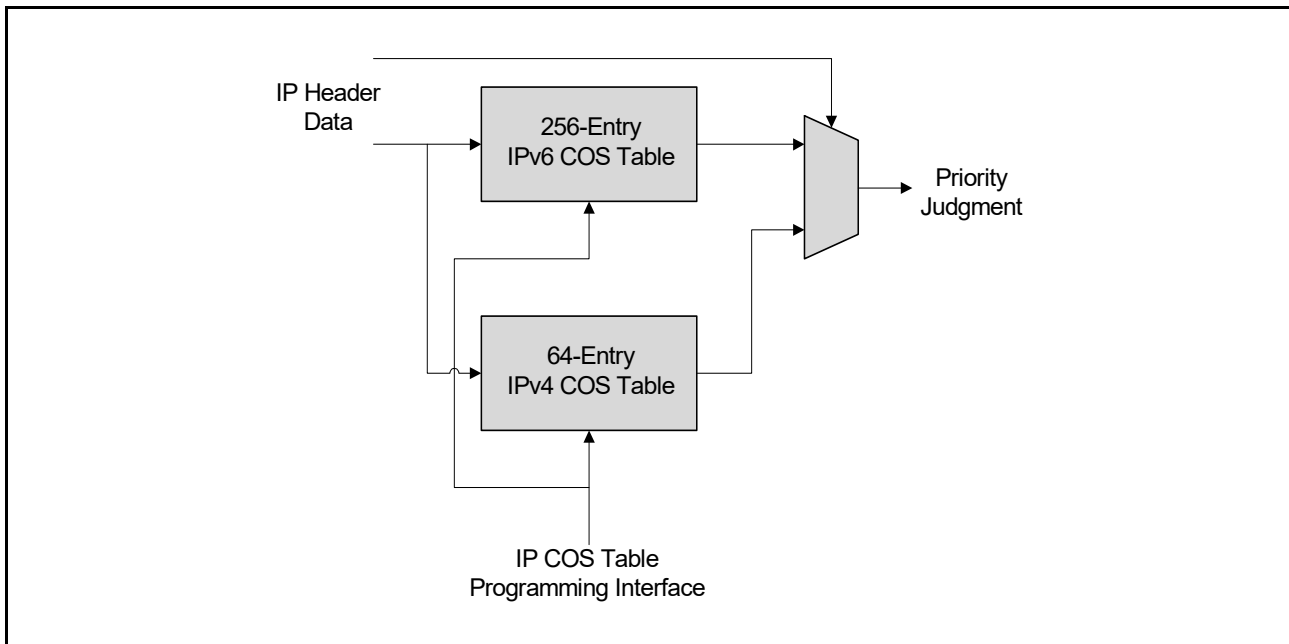 IP Header
Data
256-Entry
IPv6 COS Table
Priority
Judgment
64-Entry
IPv4 COS Table
IP COS Table
Programming Interface